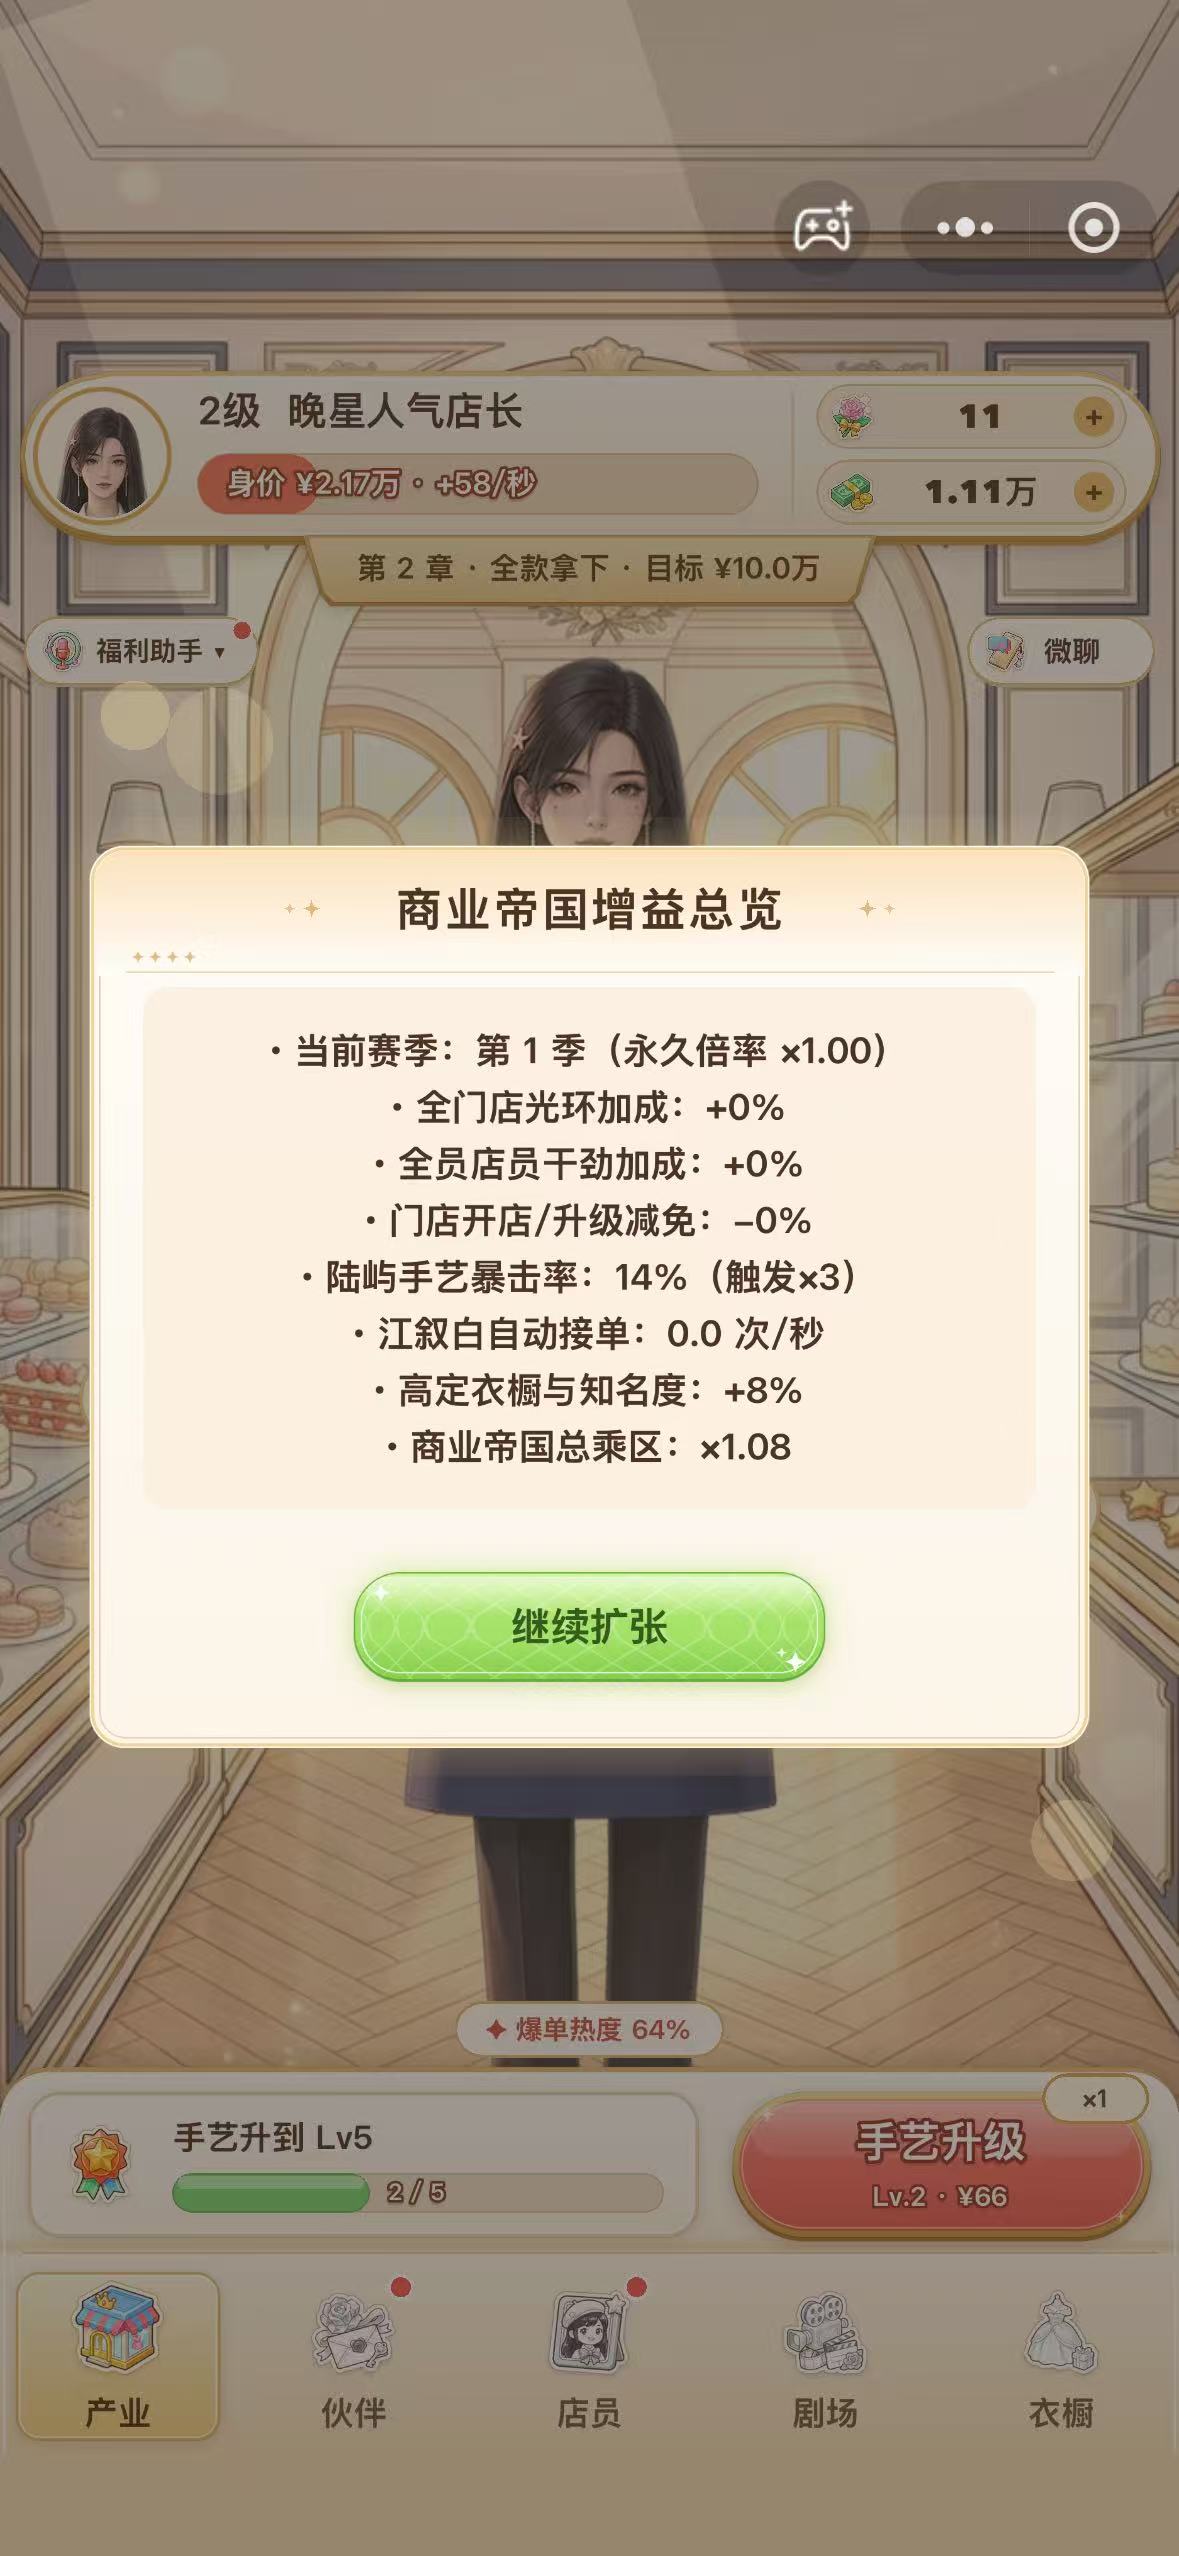 2级 晚星人气店长
身价 ¥2.17万 · +58/秒
11
1.11万
第 2 章 · 全款拿下 · 目标 ¥10.0万
福利助手
微聊
商业帝国增益总览
· 当前赛季：第 1 季（永久倍率 ×1.00）
· 全门店光环加成：+0%
· 全员店员干劲加成：+0%
· 门店开店/升级减免：−0%
· 陆屿手艺暴击率：14%（触发×3）
· 江叙白自动接单：0.0 次/秒
· 高定衣橱与知名度：+8%
· 商业帝国总乘区：×1.08
继续扩张
爆单热度 64%
×1
手艺升到 Lv5
2 / 5
手艺升级
Lv.2 · ¥66
产业
伙伴
店员
剧场
衣橱